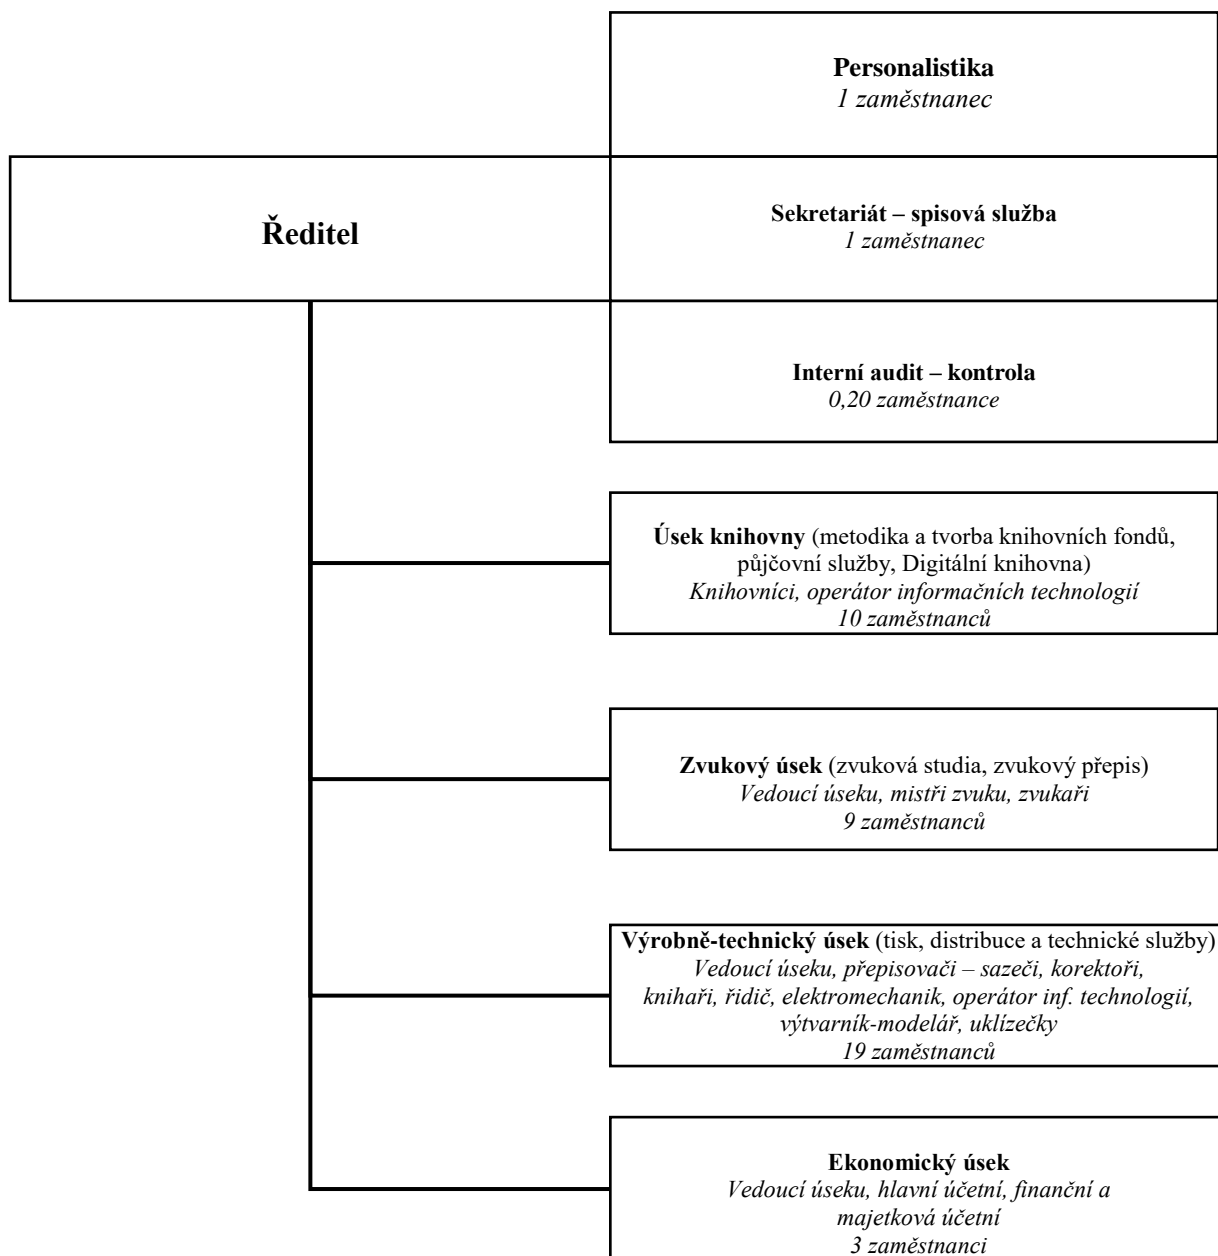 Personalistika
1 zaměstnanec
Ředitel
Sekretariát – spisová služba
1 zaměstnanec
Interní audit – kontrola
0,20 zaměstnance
Úsek knihovny (metodika a tvorba knihovních fondů,
půjčovní služby, Digitální knihovna)
Knihovníci, operátor informačních technologií
10 zaměstnanců
Zvukový úsek (zvuková studia, zvukový přepis)
Vedoucí úseku, mistři zvuku, zvukaři
9 zaměstnanců
Výrobně-technický úsek (tisk, distribuce a technické služby)
Vedoucí úseku, přepisovači – sazeči, korektoři,
knihaři, řidič, elektromechanik, operátor inf. technologií,
výtvarník-modelář, uklízečky
19 zaměstnanců
Ekonomický úsek
Vedoucí úseku, hlavní účetní, finanční a
majetková účetní
3 zaměstnanci